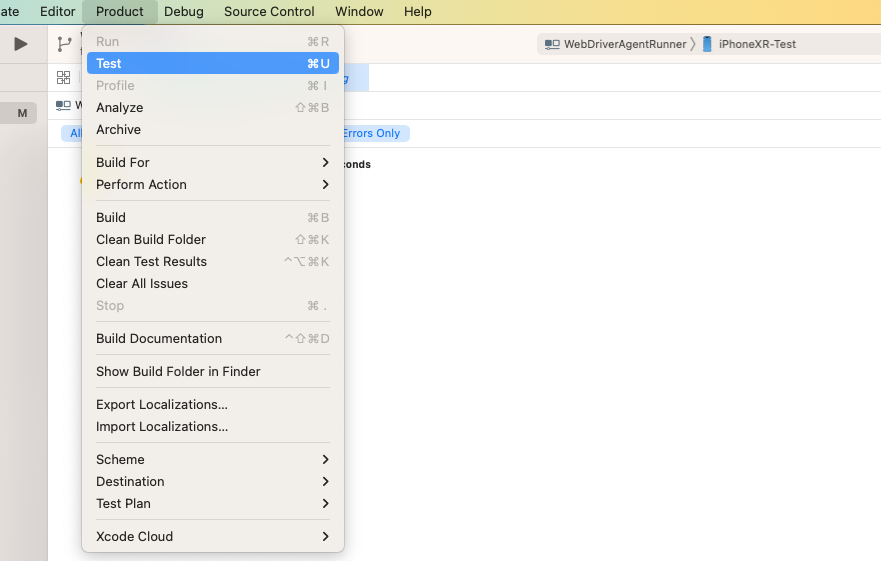 ate Editor Product Debug Source Control Window Help
WebDriverAgentRunner 〉 iPhoneXR-Test
Run ⌘R
Test ⌘U
Profile ⌘I
Analyze ⇧⌘B
M
Archive
Errors Only
Build For
conds
Perform Action
Build ⌘B
Clean Build Folder ⇧⌘K
Clean Test Results ^⌥⌘K
Clear All Issues
Stop ⌘.
Build Documentation ^⇧⌘D
Show Build Folder in Finder
Export Localizations...
Import Localizations...
Scheme
Destination
Test Plan
Xcode Cloud